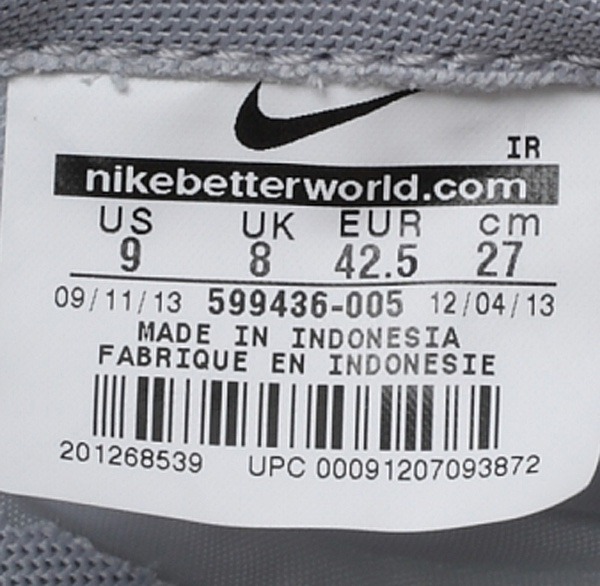 IR
nikebetterworld.com
US UK EUR cm
9 8 42.5 27
09/11/13 599436-005 12/04/13
MADE IN INDONESIA
FABRIQUE EN INDONESIE
201268539 UPC 00091207093872